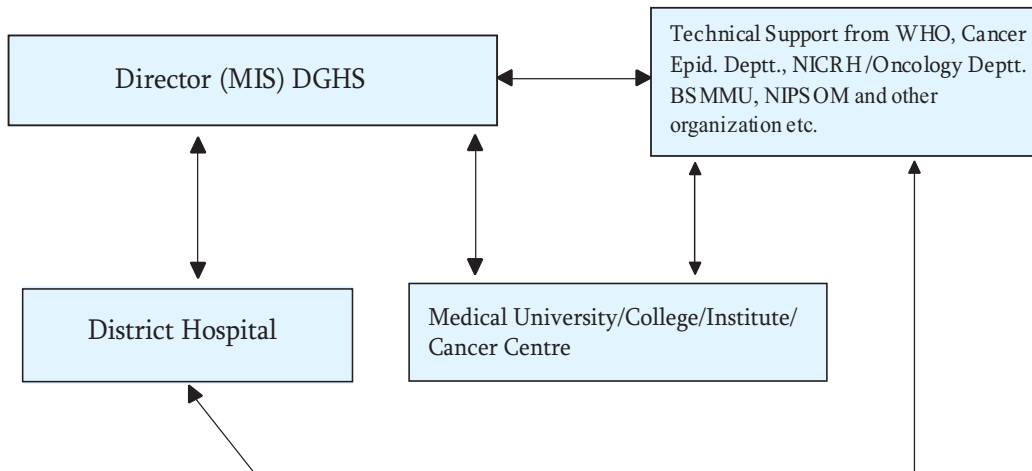 Director (MIS) DGHS
Technical Support from WHO, Cancer
Epid. Deptt., NICRH/Oncology Deptt.
BSMMU, NIPSOM and other
organization etc.
District Hospital
Medical University/College/Institute/
Cancer Centre